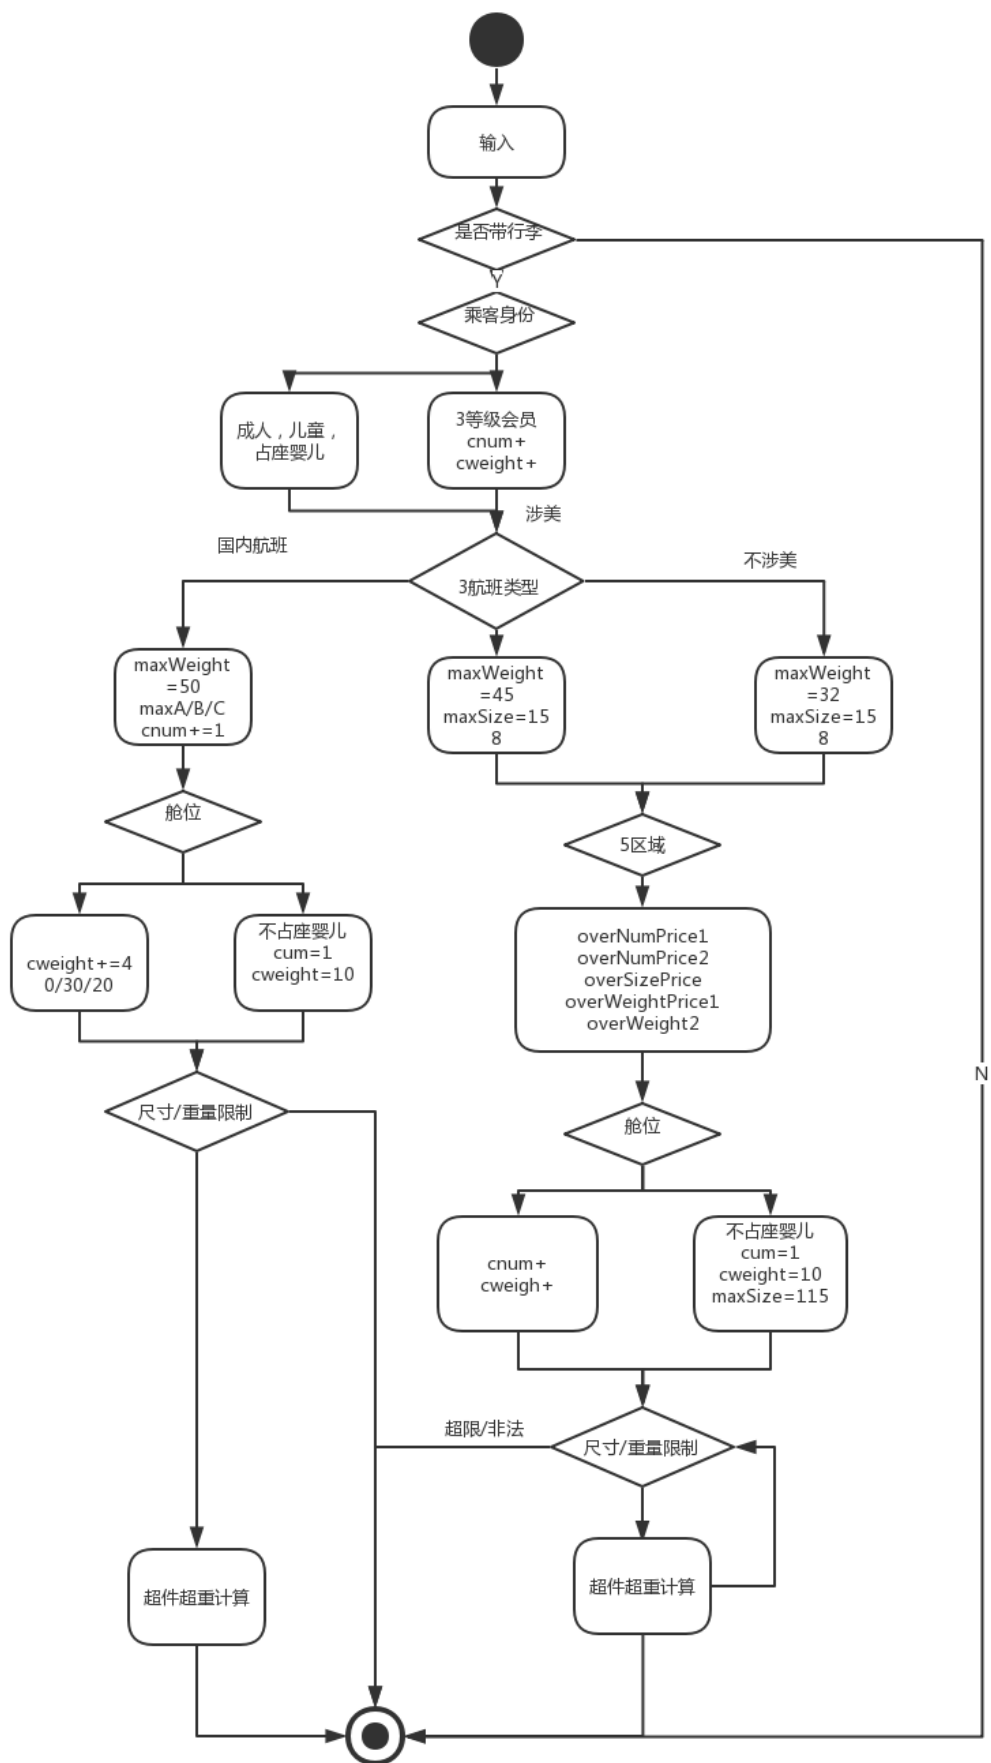 输入
是否带行李
Y
乘客身份
成人，儿童，
占座婴儿
3等级会员
cnum+
cweight+
涉美
国内航班
不涉美
3航班类型
maxWeight
=50
maxA/B/C
cnum+=1
maxWeight
=45
maxSize=15
8
maxWeight
=32
maxSize=15
8
舱位
5区域
cweight+=4
0/30/20
不占座婴儿
cum=1
cweight=10
overNumPrice1
overNumPrice2
overSizePrice
overWeightPrice1
overWeight2
N
尺寸/重量限制
舱位
cnum+
cweigh+
不占座婴儿
cum=1
cweight=10
maxSize=115
超限/非法
尺寸/重量限制
超件超重计算
超件超重计算